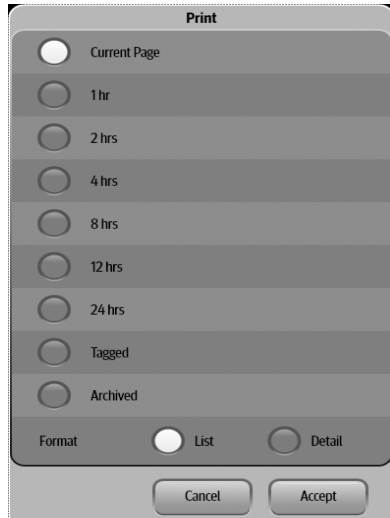 Print
Current Page
1 hr
2 hrs
4 hrs
8 hrs
12 hrs
24 hrs
Tagged
Archived
Format List Detail
Cancel Accept